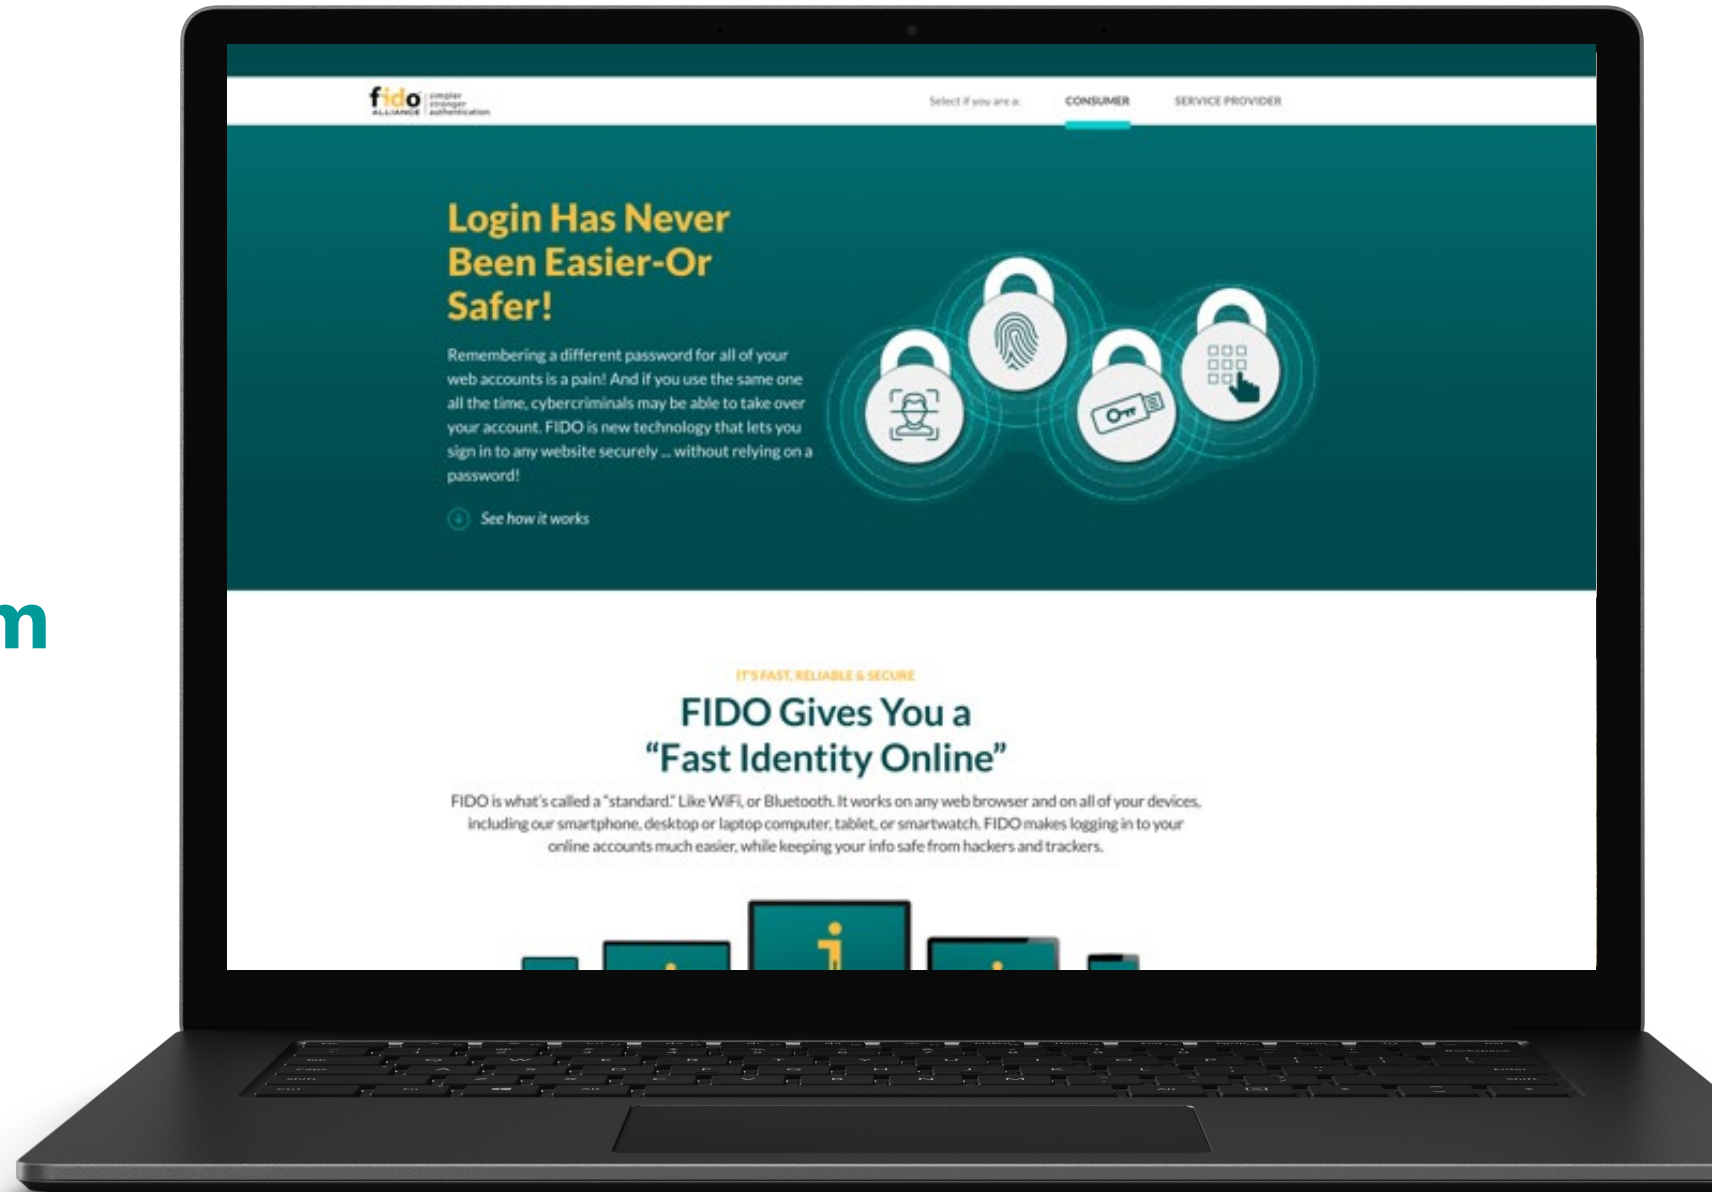 m
fido
ALLIANCE
simpler
stronger
authentication
Select if you are a:
CONSUMER
SERVICE PROVIDER
Login Has Never
Been Easier-Or
Safer!
Remembering a different password for all of your
web accounts is a pain! And if you use the same one
all the time, cybercriminals may be able to take over
your account. FIDO is new technology that lets you
sign in to any website securely ... without relying on a
password!
See how it works
IT'S FAST, RELIABLE & SECURE
FIDO Gives You a
“Fast Identity Online”
FIDO is what's called a "standard." Like WiFi, or Bluetooth. It works on any web browser and on all of your devices,
including our smartphone, desktop or laptop computer, tablet, or smartwatch. FIDO makes logging in to your
online accounts much easier, while keeping your info safe from hackers and trackers.